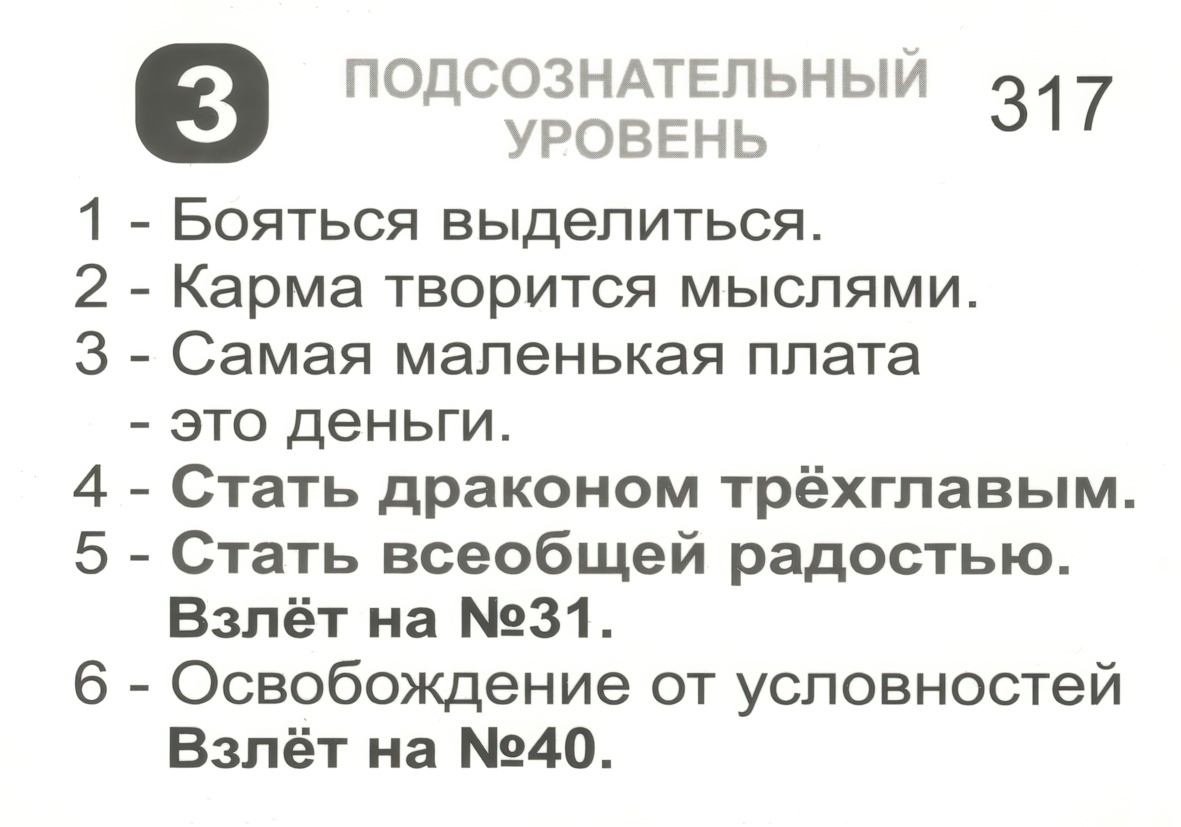 3
ПОДСОЗНАТЕЛЬНЫЙ
УРОВЕНЬ
317
1 - Бояться выделиться.
2 - Карма творится мыслями.
3 - Самая маленькая плата
- это деньги.
4 - Стать драконом трёхглавым.
5 - Стать всеобщей радостью.
Взлёт на №31.
6 - Освобождение от условностей
Взлёт на №40.